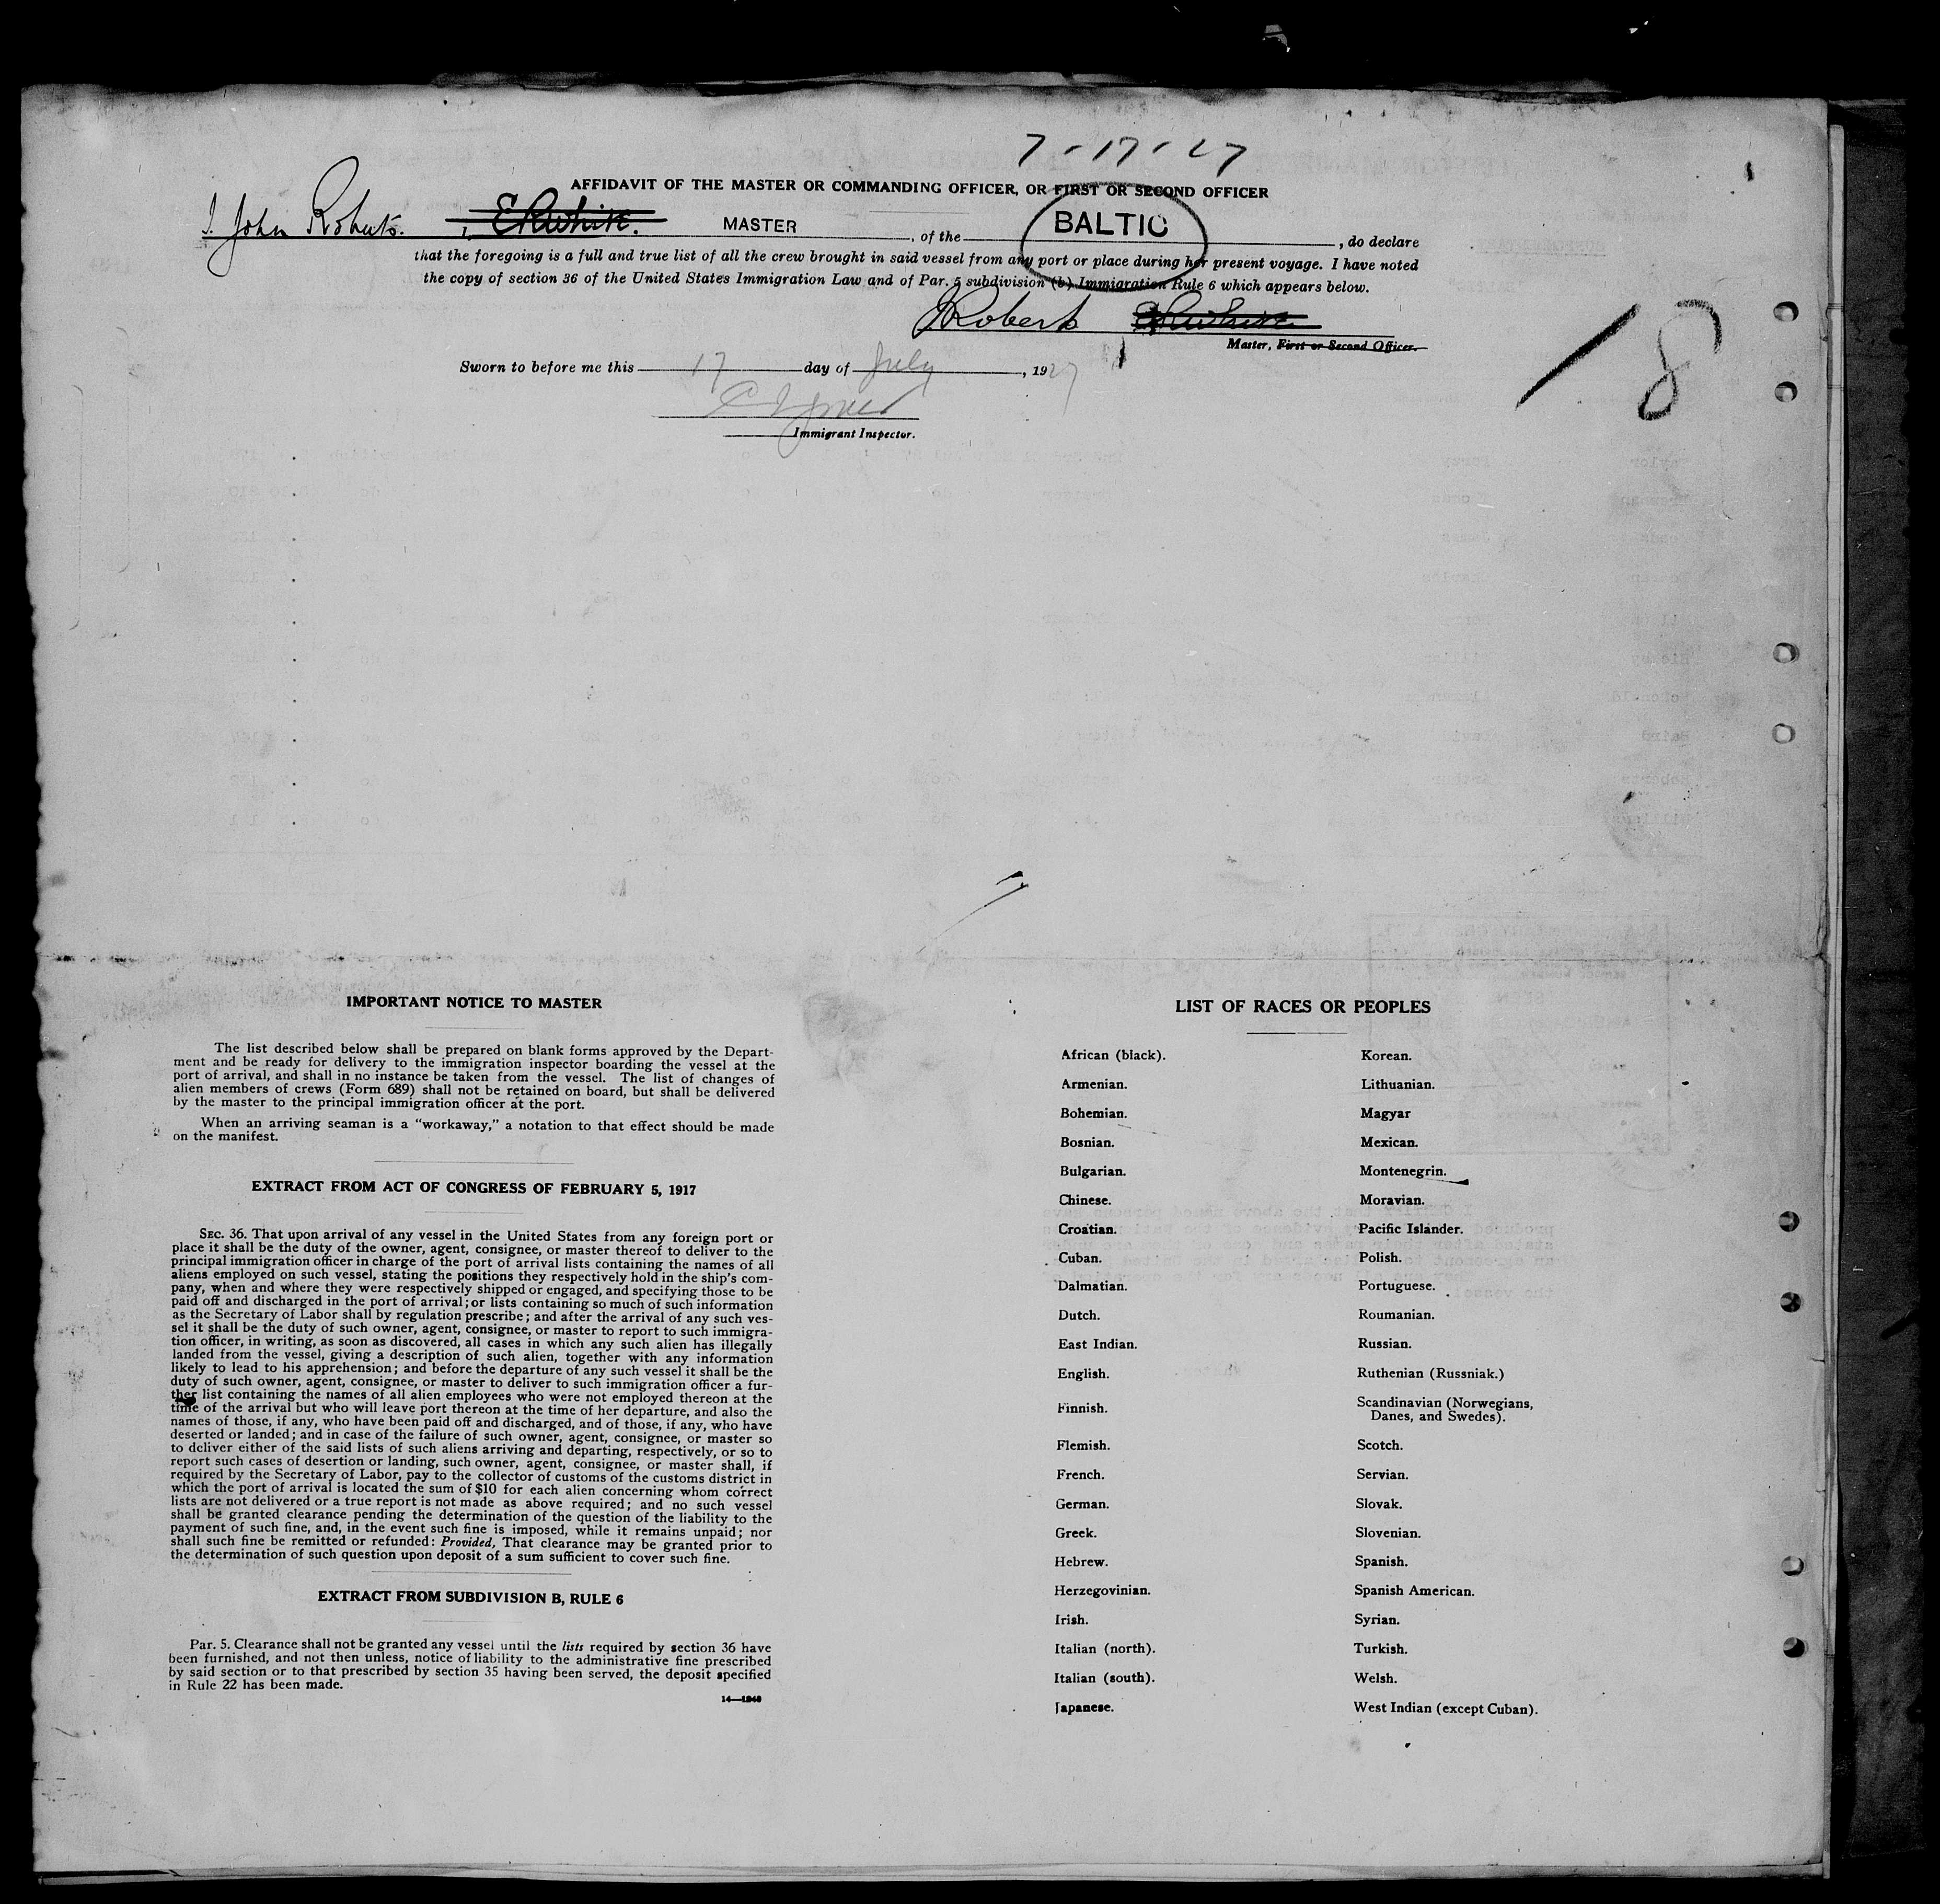 7-17-27
AFFIDAVIT OF THE MASTER OR COMMANDING OFFICER, OR FIRST OR SECOND OFFICER
I. John Roberts. I, E R White. MASTER, of the BALTIC, do declare
that the foregoing is a full and true list of all the crew brought in said vessel from any port or place during her present voyage. I have noted
the copy of section 36 of the United States Immigration Law and of Par. 5 subdivision (b) Immigration Rule 6 which appears below.
J Roberts E R White
Master, First or Second Officer.
18
Sworn to before me this 17 day of July, 1927
Immigrant Inspector.
IMPORTANT NOTICE TO MASTER
The list described below shall be prepared on blank forms approved by the Depart-
ment and be ready for delivery to the immigration inspector boarding the vessel at the
port of arrival, and shall in no instance be taken from the vessel. The list of changes of
alien members of crews (Form 689) shall not be retained on board, but shall be delivered
by the master to the principal immigration officer at the port.
When an arriving seaman is a "workaway," a notation to that effect should be made
on the manifest.
EXTRACT FROM ACT OF CONGRESS OF FEBRUARY 5, 1917
SEC. 36. That upon arrival of any vessel in the United States from any foreign port or
place it shall be the duty of the owner, agent, consignee, or master thereof to deliver to the
principal immigration officer in charge of the port of arrival lists containing the names of all
aliens employed on such vessel, stating the positions they respectively hold in the ship's com-
pany, when and where they were respectively shipped or engaged, and specifying those to be
paid off and discharged in the port of arrival; or lists containing so much of such information
as the Secretary of Labor shall by regulation prescribe; and after the arrival of any such ves-
sel it shall be the duty of such owner, agent, consignee, or master to report to such immigra-
tion officer, in writing, as soon as discovered, all cases in which any such alien has illegally
landed from the vessel, giving a description of such alien, together with any information
likely to lead to his apprehension; and before the departure of any such vessel it shall be the
duty of such owner, agent, consignee, or master to deliver to such immigration officer a fur-
ther list containing the names of all alien employees who were not employed thereon at the
time of the arrival but who will leave port thereon at the time of her departure, and also the
names of those, if any, who have been paid off and discharged, and of those, if any, who have
deserted or landed; and in case of the failure of such owner, agent, consignee, or master so
to deliver either of the said lists of such aliens arriving and departing, respectively, or so to
report such cases of desertion or landing, such owner, agent, consignee, or master shall, if
required by the Secretary of Labor, pay to the collector of customs of the customs district in
which the port of arrival is located the sum of $10 for each alien concerning whom correct
lists are not delivered or a true report is not made as above required; and no such vessel
shall be granted clearance pending the determination of the question of the liability to the
payment of such fine, and, in the event such fine is imposed, while it remains unpaid; nor
shall such fine be remitted or refunded: Provided, That clearance may be granted prior to
the determination of such question upon deposit of a sum sufficient to cover such fine.
EXTRACT FROM SUBDIVISION B, RULE 6
Par. 5. Clearance shall not be granted any vessel until the lists required by section 36 have
been furnished, and not then unless, notice of liability to the administrative fine prescribed
by said section or to that prescribed by section 35 having been served, the deposit specified
in Rule 22 has been made.
14—1240
LIST OF RACES OR PEOPLES
African (black).
Armenian.
Bohemian.
Bosnian.
Bulgarian.
Chinese.
Croatian.
Cuban.
Dalmatian.
Dutch.
East Indian.
English.
Finnish.
Flemish.
French.
German.
Greek.
Hebrew.
Herzegovinian.
Irish.
Italian (north).
Italian (south).
Japanese.
Korean.
Lithuanian.
Magyar
Mexican.
Montenegrin.
Moravian.
Pacific Islander.
Polish.
Portuguese.
Roumanian.
Russian.
Ruthenian (Russniak.)
Scandinavian (Norwegians,
Danes, and Swedes).
Scotch.
Servian.
Slovak.
Slovenian.
Spanish.
Spanish American.
Syrian.
Turkish.
Welsh.
West Indian (except Cuban).